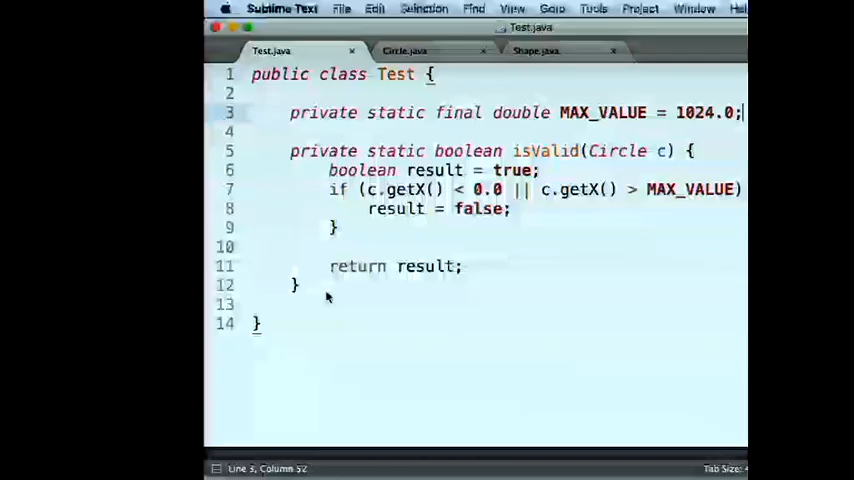 Sublime Text File Edit Selection Find View Goto Tools Project Window
Test.java
Test.java × Circle.java × Shape.java ×
1 public class Test {
2
3 private static final double MAX_VALUE = 1024.0;
4
5 private static boolean isValid(Circle c) {
6 boolean result = true;
7 if (c.getX() < 0.0 || c.getX() > MAX_VALUE)
8 result = false;
9 }
10
11 return result;
12 }
13
14 }
Line 3, Column 52 Tab Size: